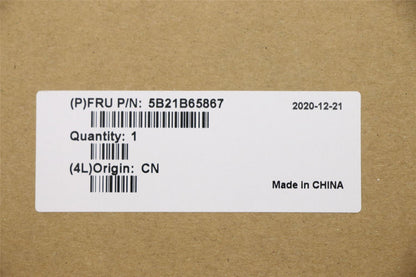 (P)FRU P/N: 5B21B65867 2020-12-21
Quantity: 1
(4L)Origin: CN
Made in CHINA